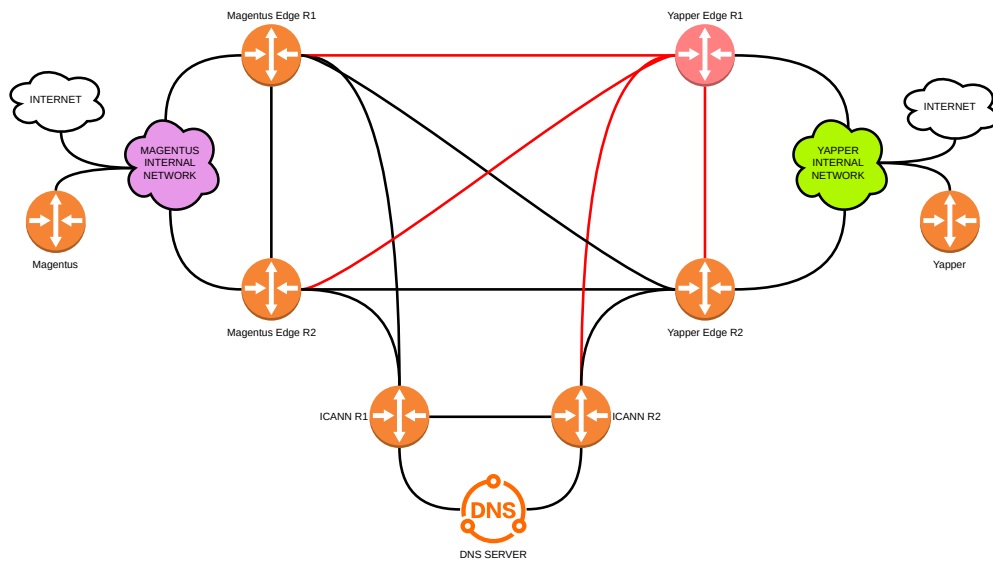 Magentus Edge R1
Yapper Edge R1
INTERNET
INTERNET
MAGENTUS
INTERNAL
NETWORK
YAPPER
INTERNAL
NETWORK
Magentus
Yapper
Magentus Edge R2
Yapper Edge R2
ICANN R1
ICANN R2
DNS
DNS SERVER